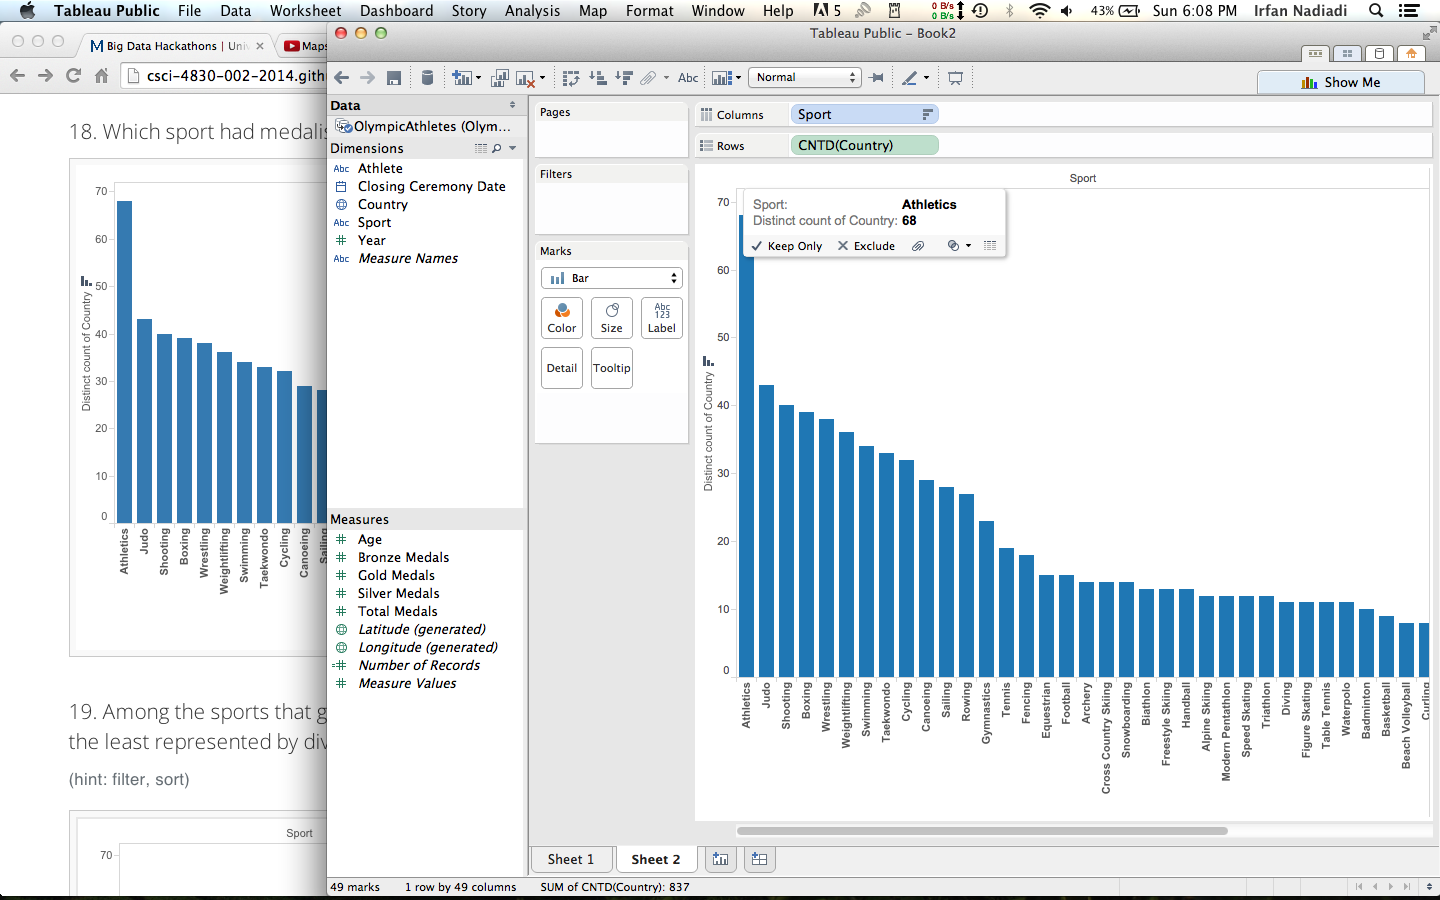 Tableau Public File Data Worksheet Dashboard Story Analysis Map Format Window Help 5 0 B/s 0 B/s 43% Sun 6:08 PM Irfan Nadiadi
Big Data Hackathons | Univ × Maps
csci-4830-002-2014.gith
18. Which sport had medalis
70
60
50
40
30
20
10
0
Distinct count of Country
Athletics
Judo
Shooting
Boxing
Wrestling
Weightlifting
Swimming
Taekwondo
Cycling
Canoeing
Sailing
19. Among the sports that g
the least represented by div
(hint: filter, sort)
Sport
70
Tableau Public - Book2
Abc Normal Show Me
Data
OlympicAthletes (Olym...
Dimensions
Abc Athlete
Closing Ceremony Date
Country
Abc Sport
# Year
Abc Measure Names
Measures
# Age
# Bronze Medals
# Gold Medals
# Silver Medals
# Total Medals
Latitude (generated)
Longitude (generated)
=# Number of Records
# Measure Values
Pages
Filters
Marks
Bar
Color Size Abc 123 Label
Detail Tooltip
Columns Sport
Rows CNTD(Country)
Sport
Sport: Athletics
Distinct count of Country: 68
Keep Only Exclude
70
60
50
40
30
20
10
0
Distinct count of Country
Athletics
Judo
Shooting
Boxing
Wrestling
Weightlifting
Swimming
Taekwondo
Cycling
Canoeing
Sailing
Rowing
Gymnastics
Tennis
Fencing
Equestrian
Football
Archery
Cross Country Skiing
Snowboarding
Biathlon
Freestyle Skiing
Handball
Alpine Skiing
Modern Pentathlon
Speed Skating
Triathlon
Diving
Figure Skating
Table Tennis
Waterpolo
Badminton
Basketball
Beach Volleyball
Curling
Sheet 1 Sheet 2
49 marks 1 row by 49 columns SUM of CNTD(Country): 837